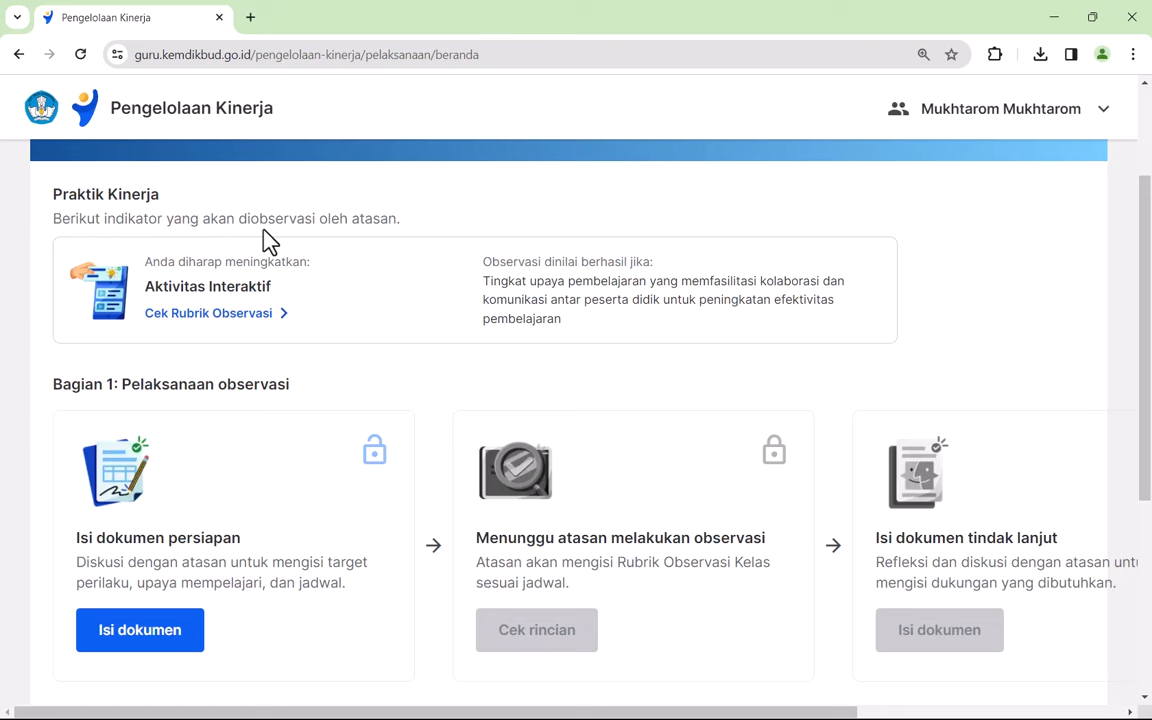 Pengelolaan Kinerja
guru.kemdikbud.go.id/pengelolaan-kinerja/pelaksanaan/beranda
Pengelolaan Kinerja
Mukhtarom Mukhtarom
Praktik Kinerja
Berikut indikator yang akan diobservasi oleh atasan.
Anda diharap meningkatkan:
Aktivitas Interaktif
Cek Rubrik Observasi
Observasi dinilai berhasil jika:
Tingkat upaya pembelajaran yang memfasilitasi kolaborasi dan
komunikasi antar peserta didik untuk peningkatan efektivitas
pembelajaran
Bagian 1: Pelaksanaan observasi
Isi dokumen persiapan
Diskusi dengan atasan untuk mengisi target
perilaku, upaya mempelajari, dan jadwal.
Isi dokumen
Menunggu atasan melakukan observasi
Atasan akan mengisi Rubrik Observasi Kelas
sesuai jadwal.
Cek rincian
Isi dokumen tindak lanjut
Refleksi dan diskusi dengan atasan unt
mengisi dukungan yang dibutuhkan.
Isi dokumen